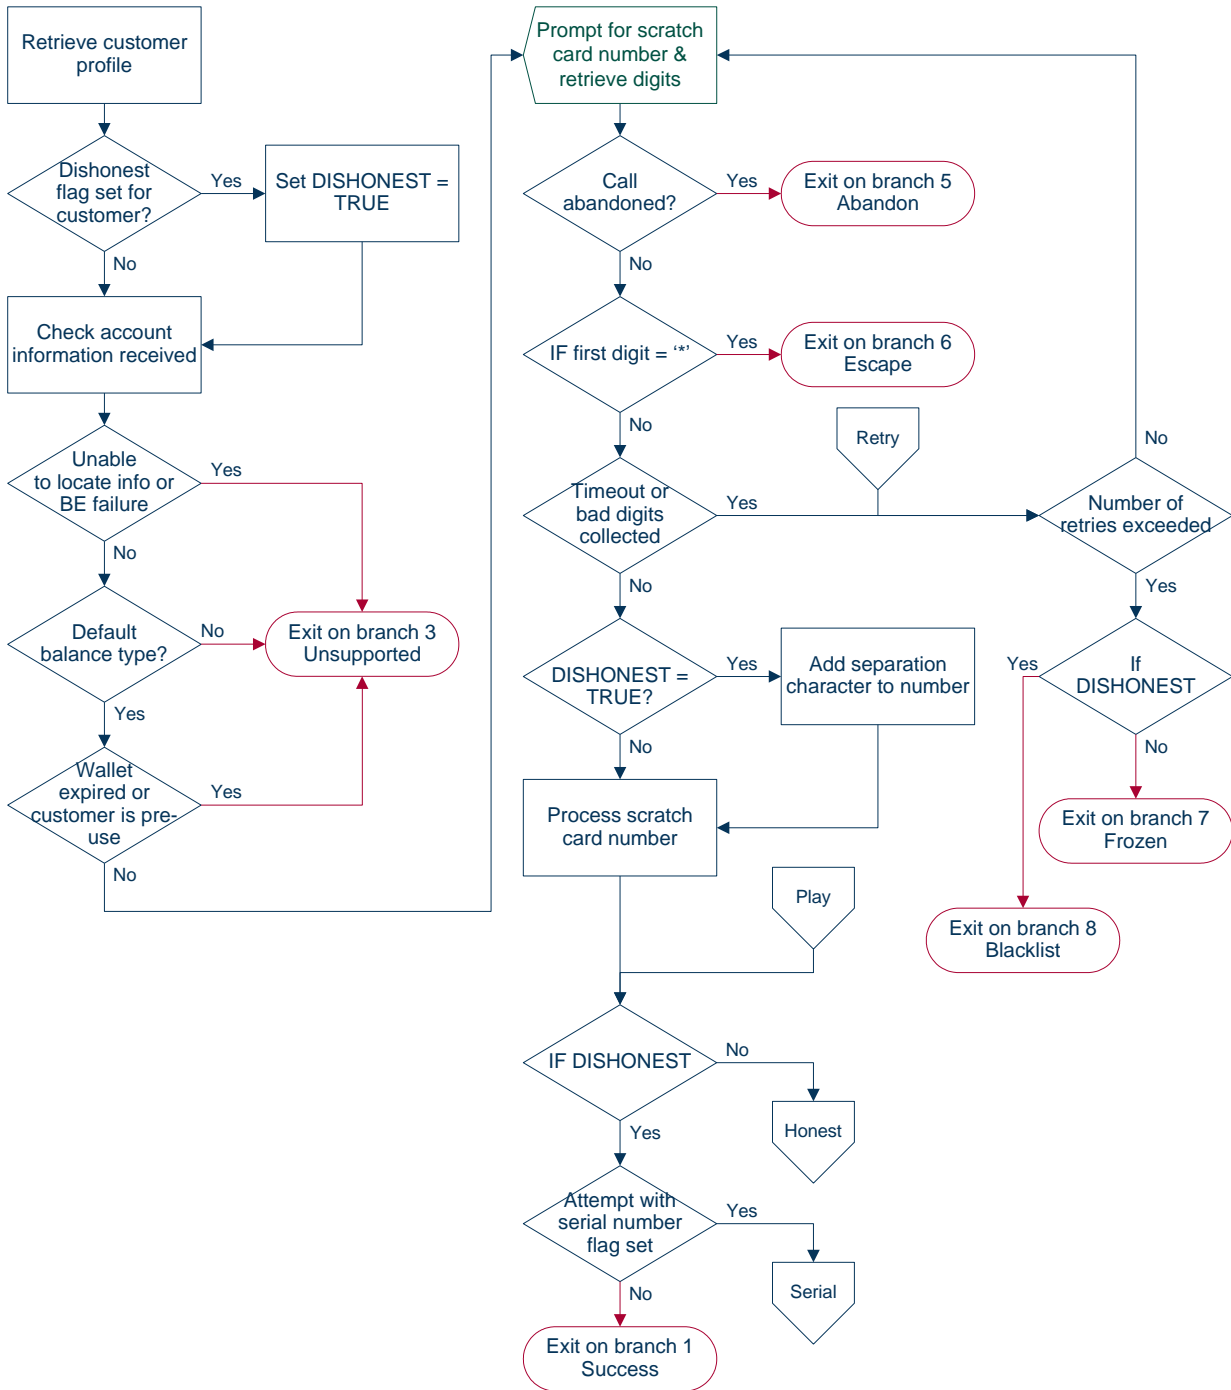 Retrieve customer
profile
Dishonest
flag set for
customer?
Yes
Set DISHONEST =
TRUE
No
Check account
information received
Unable
to locate info or
BE failure
Yes
No
Default
balance type?
No
Exit on branch 3
Unsupported
Yes
Wallet
expired or
customer is pre-
use
Yes
No
Prompt for scratch
card number &
retrieve digits
Call
abandoned?
Yes
Exit on branch 5
Abandon
No
IF first digit = ‘*’
Yes
Exit on branch 6
Escape
No
Retry
Timeout or
bad digits
collected
Yes
No
Number of
retries exceeded
No
Yes
DISHONEST =
TRUE?
Yes
Add separation
character to number
No
If
DISHONEST
Yes
No
Process scratch
card number
Exit on branch 7
Frozen
Play
Exit on branch 8
Blacklist
IF DISHONEST
No
Honest
Yes
Attempt with
serial number
flag set
Yes
Serial
No
Exit on branch 1
Success